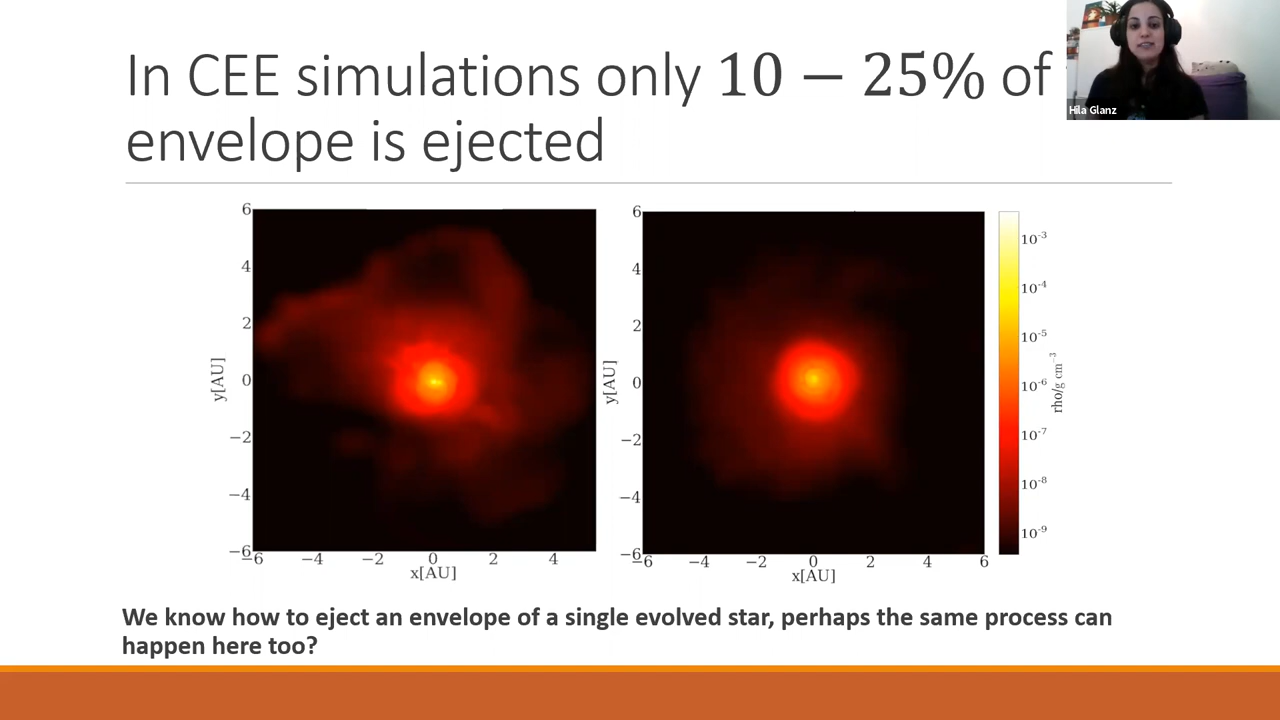 In CEE simulations only 10 − 25% of
envelope is ejected
Hila Glanz
6
4
2
0
−2
−4
−6
y[AU]
−6 −4 −2 0 2 4
x[AU]
6
4
2
0
−2
−4
−6
y[AU]
−6 −4 −2 0 2 4 6
x[AU]
10⁻³
10⁻⁴
10⁻⁵
10⁻⁶
10⁻⁷
10⁻⁸
10⁻⁹
rho/g cm⁻³
We know how to eject an envelope of a single evolved star, perhaps the same process can
happen here too?